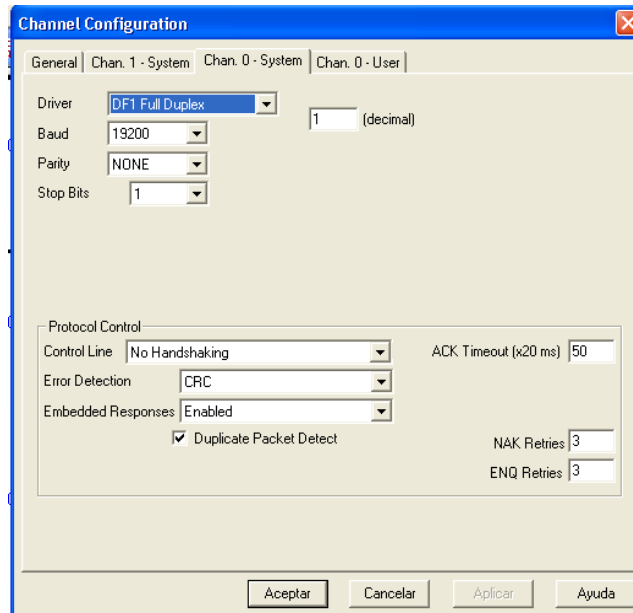 Channel Configuration
General Chan. 1 - System Chan. 0 - System Chan. 0 - User
Driver DF1 Full Duplex 1 (decimal)
Baud 19200
Parity NONE
Stop Bits 1
Protocol Control
Control Line No Handshaking ACK Timeout (x20 ms) 50
Error Detection CRC
Embedded Responses Enabled
Duplicate Packet Detect NAK Retries 3
ENQ Retries 3
Aceptar Cancelar Aplicar Ayuda